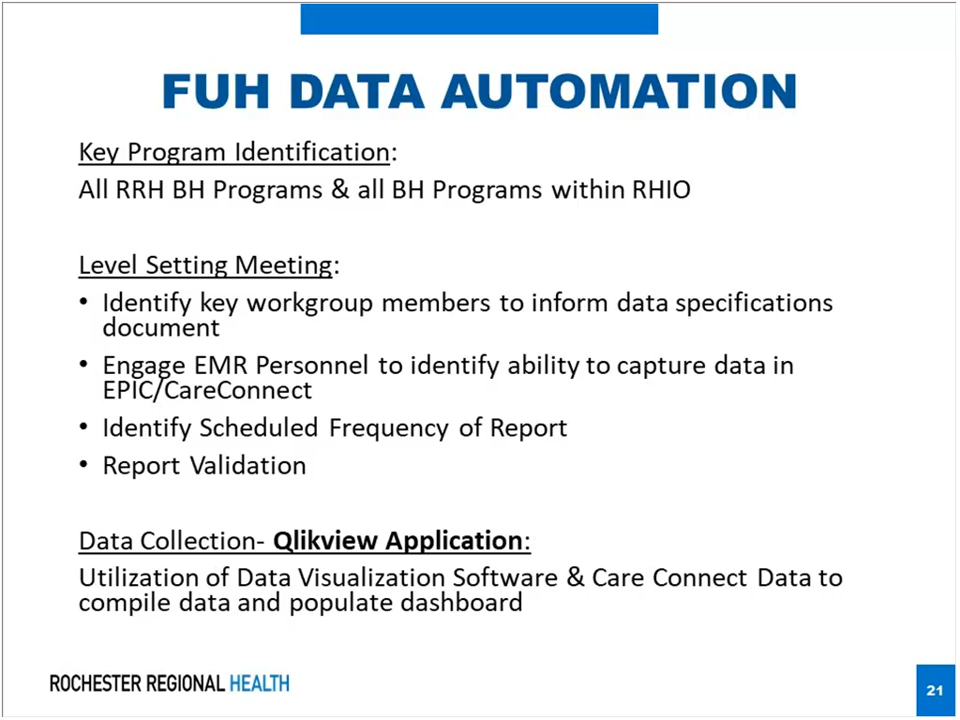 FUH DATA AUTOMATION
Key Program Identification:
All RRH BH Programs & all BH Programs within RHIO
Level Setting Meeting:
• Identify key workgroup members to inform data specifications
document
• Engage EMR Personnel to identify ability to capture data in
EPIC/CareConnect
• Identify Scheduled Frequency of Report
• Report Validation
Data Collection- Qlikview Application:
Utilization of Data Visualization Software & Care Connect Data to
compile data and populate dashboard
ROCHESTER REGIONAL HEALTH
21